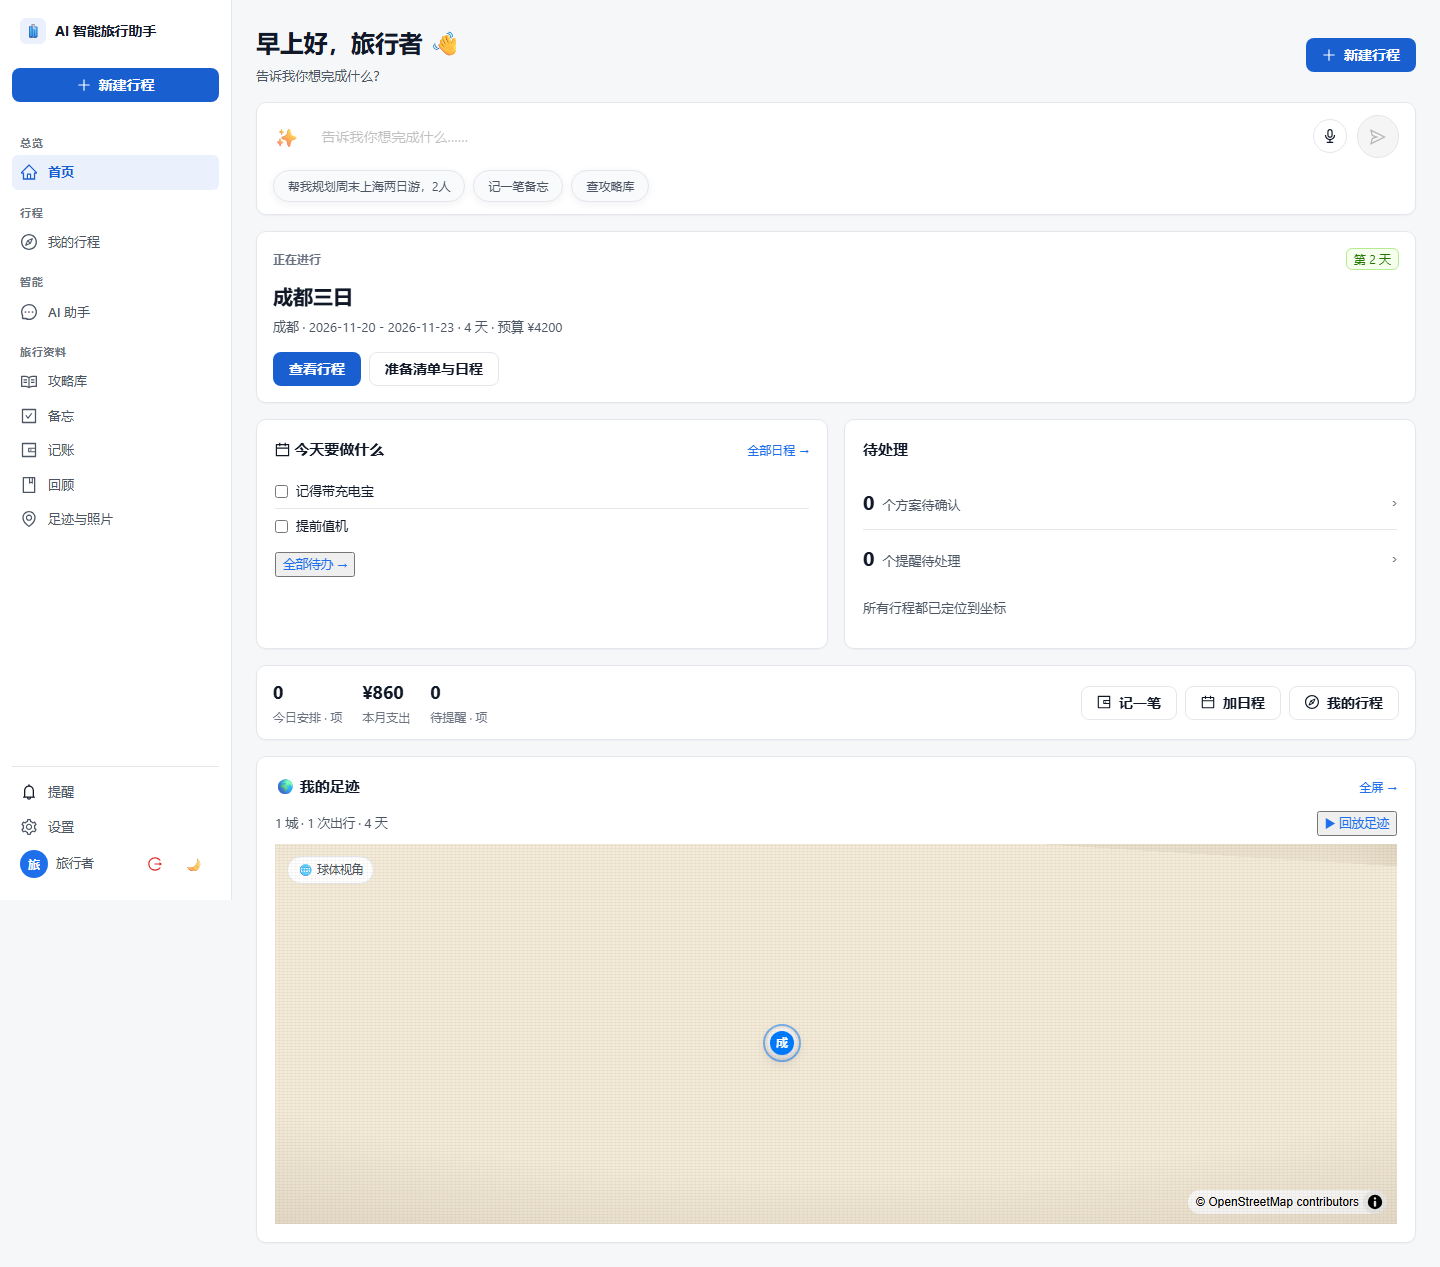 AI 智能旅行助手
新建行程
总览
首页
行程
我的行程
智能
AI 助手
旅行资料
攻略库
备忘
记账
回顾
足迹与照片
提醒
设置
旅 旅行者
早上好，旅行者
告诉我你想完成什么?
新建行程
告诉我你想完成什么......
帮我规划周末上海两日游，2人
记一笔备忘
查攻略库
正在进行
第 2 天
成都三日
成都 · 2026-11-20 - 2026-11-23 · 4 天 · 预算 ¥4200
查看行程
准备清单与日程
今天要做什么
全部日程 →
记得带充电宝
提前值机
全部待办 →
待处理
0 个方案待确认 ›
0 个提醒待处理 ›
所有行程都已定位到坐标
0
今日安排 · 项
¥860
本月支出
0
待提醒 · 项
记一笔
加日程
我的行程
我的足迹
全屏 →
1 城 · 1 次出行 · 4 天
▶ 回放足迹
球体视角
成
© OpenStreetMap contributors